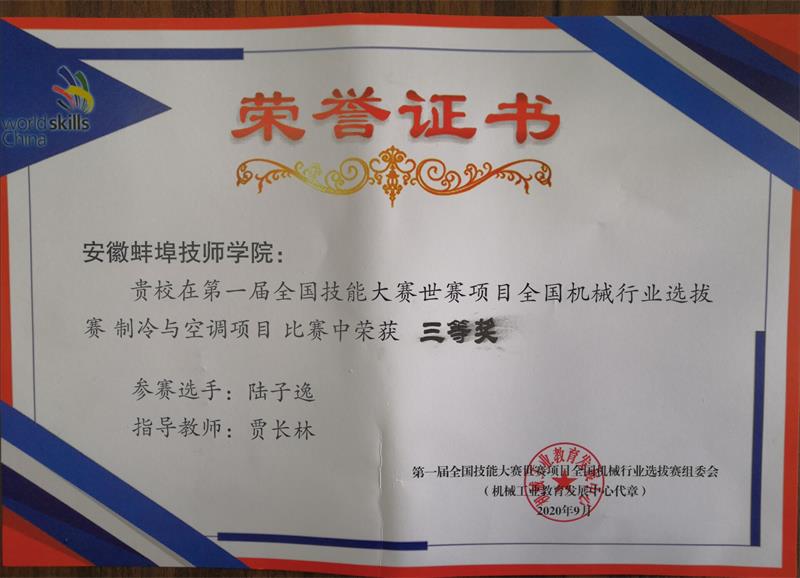 worldskills
China
荣誉证书
安徽蚌埠技师学院：
贵校在第一届全国技能大赛世赛项目全国机械行业选拔
赛 制冷与空调项目 比赛中荣获 三等奖
参赛选手：陆子逸
指导教师：贾长林
第一届全国技能大赛世赛项目全国机械行业选拔赛组委会
（机械工业教育发展中心代章）
2020年9月